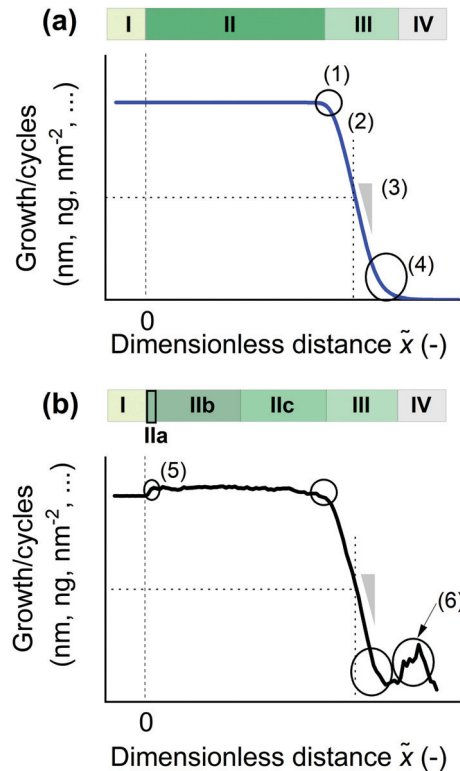 (a)
I II III IV
(1)
(2)
(3)
(4)
Growth/cycles
(nm, ng, nm⁻², ...)
0
Dimensionless distance x̃ (-)
(b)
I IIb IIc III IV
IIa
(5)
(6)
Growth/cycles
(nm, ng, nm⁻², ...)
0
Dimensionless distance x̃ (-)